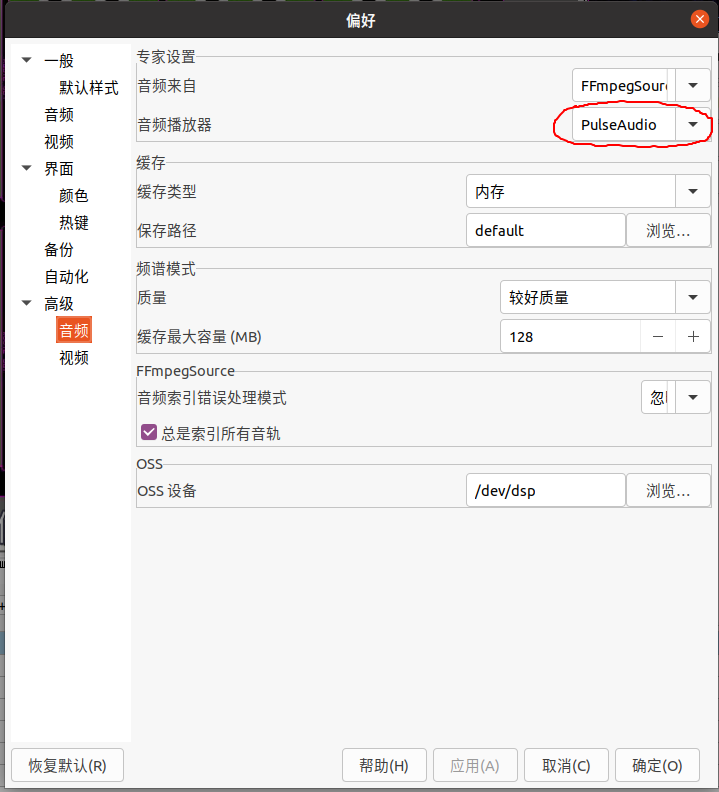 偏好
一般
默认样式
音频
视频
界面
颜色
热键
备份
自动化
高级
音频
视频
专家设置
音频来自
FFmpegSour
音频播放器
PulseAudio
缓存
缓存类型
内存
保存路径
default
浏览...
频谱模式
质量
较好质量
缓存最大容量 (MB)
128
FFmpegSource
音频索引错误处理模式
忽
总是索引所有音轨
OSS
OSS 设备
/dev/dsp
浏览...
恢复默认(R)
帮助(H)
应用(A)
取消(C)
确定(O)